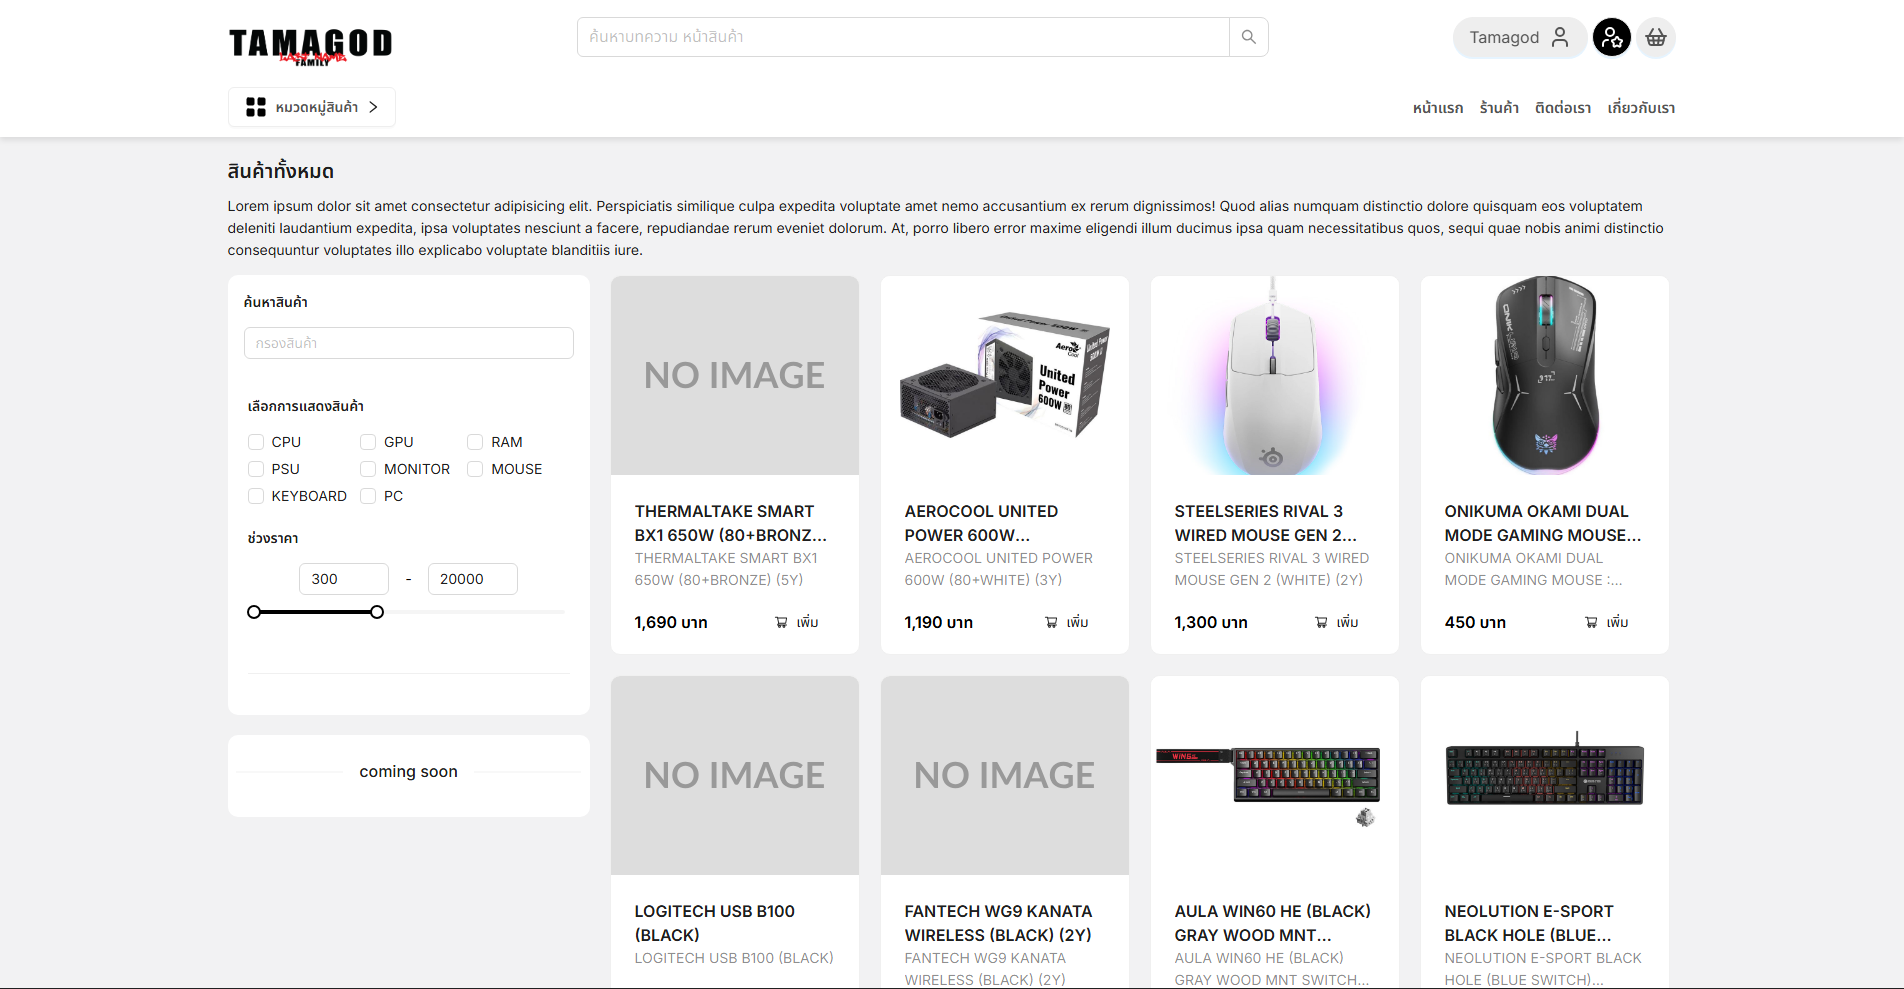 TAMAGOD
LAST NAME
FAMILY
ค้นหาบทความ หน้าสินค้า
Tamagod
หมวดหมู่สินค้า
หน้าแรก ร้านค้า ติดต่อเรา เกี่ยวกับเรา
สินค้าทั้งหมด
Lorem ipsum dolor sit amet consectetur adipisicing elit. Perspiciatis similique culpa expedita voluptate amet nemo accusantium ex rerum dignissimos! Quod alias numquam distinctio dolore quisquam eos voluptatem
deleniti laudantium expedita, ipsa voluptates nesciunt a facere, repudiandae rerum eveniet dolorum. At, porro libero error maxime eligendi illum ducimus ipsa quam necessitatibus quos, sequi quae nobis animi distinctio
consequuntur voluptates illo explicabo voluptate blanditiis iure.
ค้นหาสินค้า
กรองสินค้า
เลือกการแสดงสินค้า
CPU GPU RAM
PSU MONITOR MOUSE
KEYBOARD PC
ช่วงราคา
300 - 20000
coming soon
NO IMAGE
THERMALTAKE SMART
BX1 650W (80+BRONZ...
THERMALTAKE SMART BX1
650W (80+BRONZE) (5Y)
1,690 บาท เพิ่ม
United Power 600W
Aero
Cool
United
Power
600W
AEROCOOL UNITED
POWER 600W...
AEROCOOL UNITED POWER
600W (80+WHITE) (3Y)
1,190 บาท เพิ่ม
STEELSERIES RIVAL 3
WIRED MOUSE GEN 2...
STEELSERIES RIVAL 3 WIRED
MOUSE GEN 2 (WHITE) (2Y)
1,300 บาท เพิ่ม
ONIKUMA OKAMI DUAL
MODE GAMING MOUSE...
ONIKUMA OKAMI DUAL
MODE GAMING MOUSE :...
450 บาท เพิ่ม
NO IMAGE
LOGITECH USB B100
(BLACK)
LOGITECH USB B100 (BLACK)
NO IMAGE
FANTECH WG9 KANATA
WIRELESS (BLACK) (2Y)
FANTECH WG9 KANATA
WIRELESS (BLACK) (2Y)
AULA WIN60 HE (BLACK)
GRAY WOOD MNT...
AULA WIN60 HE (BLACK)
GRAY WOOD MNT SWITCH...
NEOLUTION E-SPORT
BLACK HOLE (BLUE...
NEOLUTION E-SPORT BLACK
HOLE (BLUE SWITCH)...